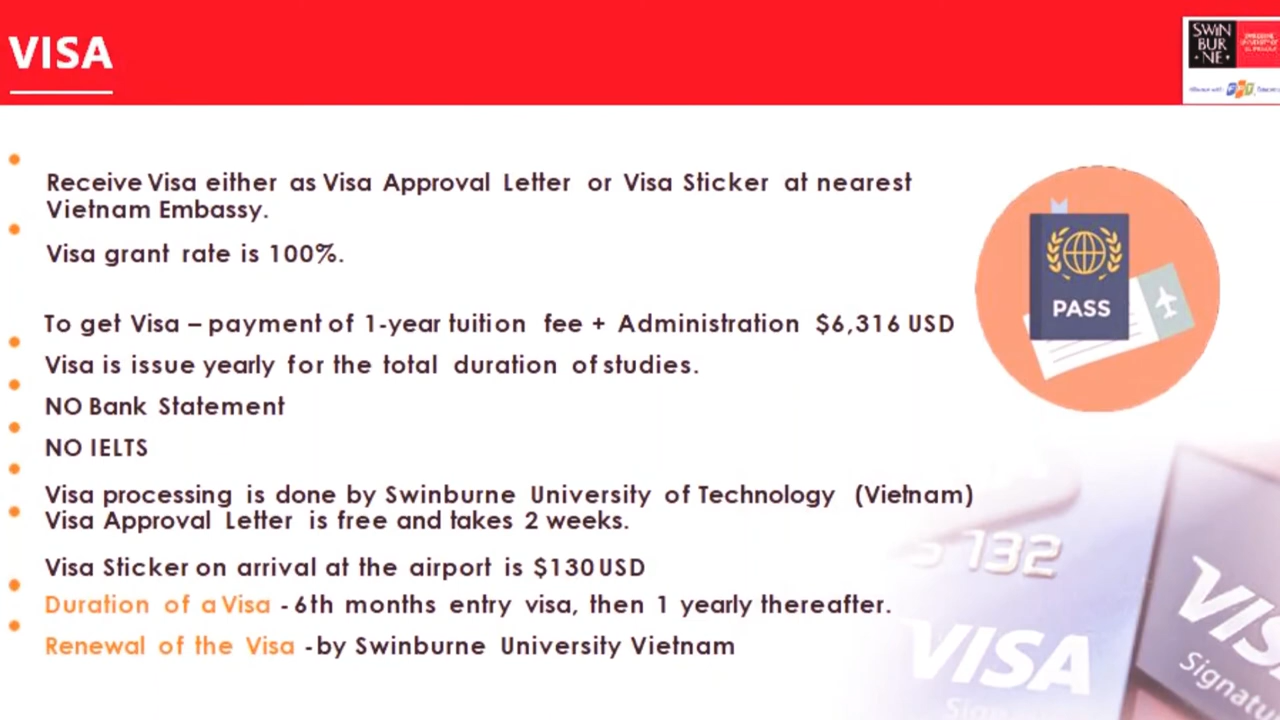 VISA
SWIN
BUR
NE
Receive Visa either as Visa Approval Letter or Visa Sticker at nearest
Vietnam Embassy.
Visa grant rate is 100%.
To get Visa – payment of 1-year tuition fee + Administration $6,316 USD
Visa is issue yearly for the total duration of studies.
NO Bank Statement
NO IELTS
Visa processing is done by Swinburne University of Technology (Vietnam)
Visa Approval Letter is free and takes 2 weeks.
Visa Sticker on arrival at the airport is $130 USD
Duration of a Visa - 6th months entry visa, then 1 yearly thereafter.
Renewal of the Visa - by Swinburne University Vietnam
PASS
132
VISA
Signatu